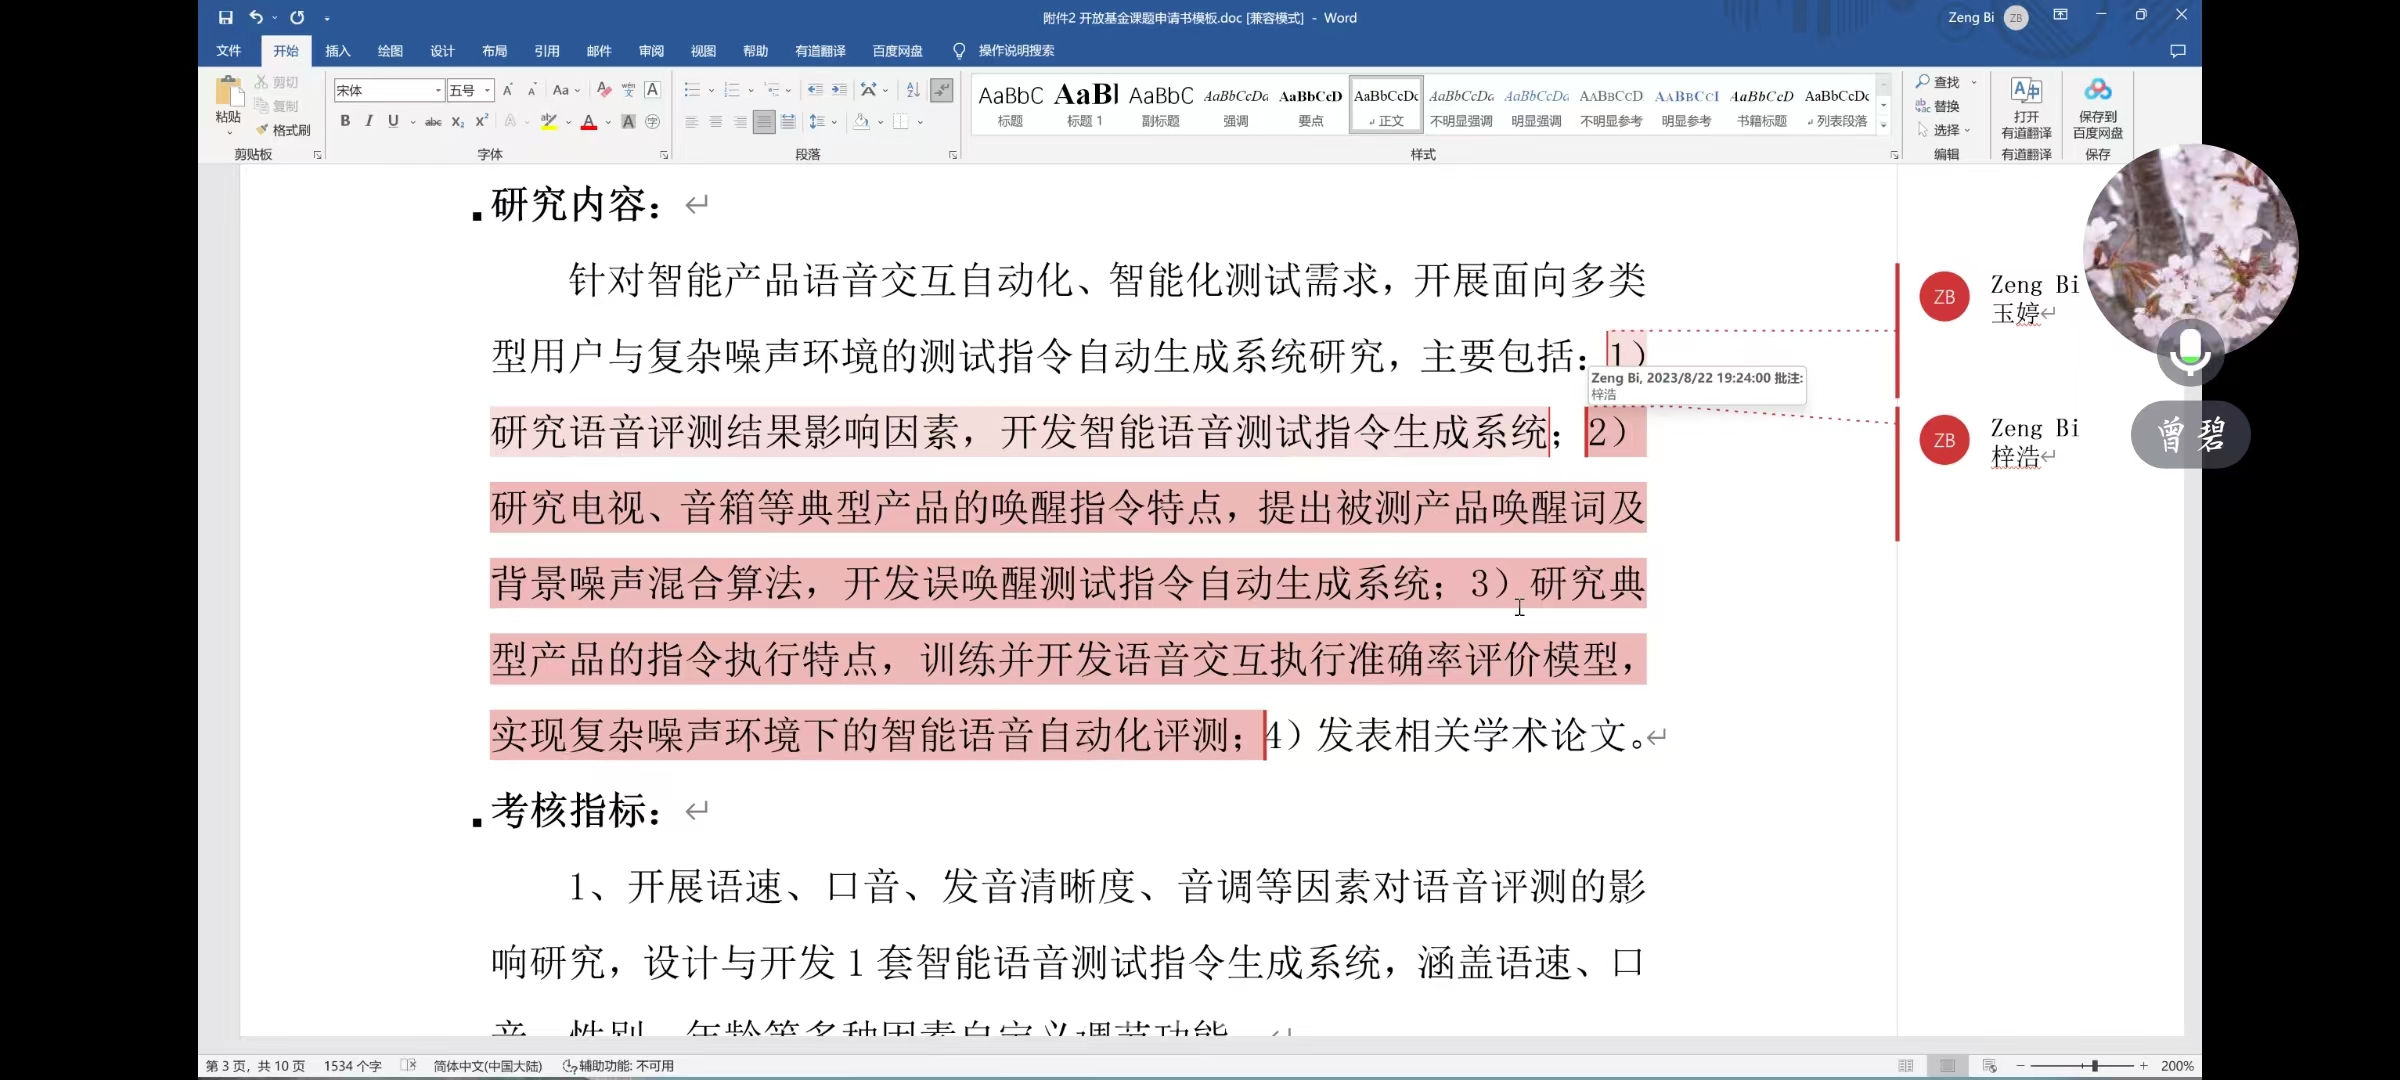 附件2 开放基金课题申请书模板.doc [兼容模式] - Word
Zeng Bi ZB
文件 开始 插入 绘图 设计 布局 引用 邮件 审阅 视图 帮助 有道翻译 百度网盘 操作说明搜索
粘贴 剪切 复制 格式刷 剪贴板
宋体 五号 字体
段落
AaBbC 标题
AaBl 标题 1
AaBbC 副标题
AaBbCcDa 强调
AaBbCcD 要点
AaBbCcDc 正文
AaBbCcDa 不明显强调
AaBbCcDa 明显强调
AaBbCcD 不明显参考
AaBbCcI 明显参考
AaBbCcD 书籍标题
AaBbCcDc 列表段落
样式
查找 替换 选择 编辑
打开 有道翻译 有道翻译
保存到 百度网盘 保存
研究内容：
针对智能产品语音交互自动化、智能化测试需求，开展面向多类
型用户与复杂噪声环境的测试指令自动生成系统研究，主要包括：1）
研究语音评测结果影响因素，开发智能语音测试指令生成系统；2）
研究电视、音箱等典型产品的唤醒指令特点，提出被测产品唤醒词及
背景噪声混合算法，开发误唤醒测试指令自动生成系统；3）研究典
型产品的指令执行特点，训练并开发语音交互执行准确率评价模型，
实现复杂噪声环境下的智能语音自动化评测；4）发表相关学术论文。
考核指标：
1、开展语速、口音、发音清晰度、音调等因素对语音评测的影
响研究，设计与开发 1 套智能语音测试指令生成系统，涵盖语速、口
音、性别、年龄等多种因素自定义调节功能。
Zeng Bi, 2023/8/22 19:24:00 批注:
梓浩
ZB Zeng Bi
玉婷
ZB Zeng Bi
梓浩
曾碧
第 3 页，共 10 页 1534 个字 简体中文(中国大陆) 辅助功能: 不可用 200%